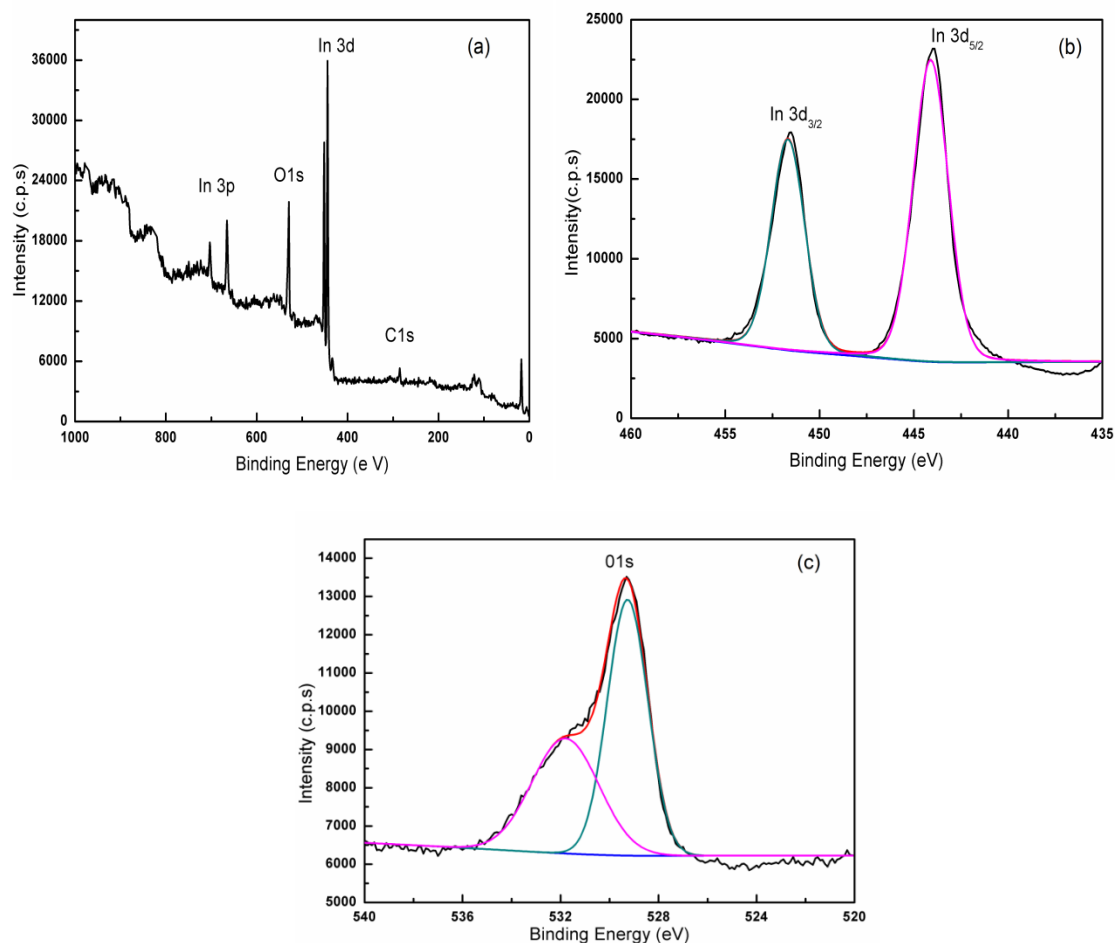 (a)
In 3d
In 3p
O1s
C1s
Intensity (c.p.s)
36000
30000
24000
18000
12000
6000
0
1000 800 600 400 200 0
Binding Energy (e V)
(b)
In 3d5/2
In 3d3/2
Intensity(c.p.s)
25000
20000
15000
10000
5000
0
460 455 450 445 440 435
Binding Energy (eV)
(c)
01s
Intensity (c.p.s)
14000
13000
12000
11000
10000
9000
8000
7000
6000
5000
540 536 532 528 524 520
Binding Energy (eV)